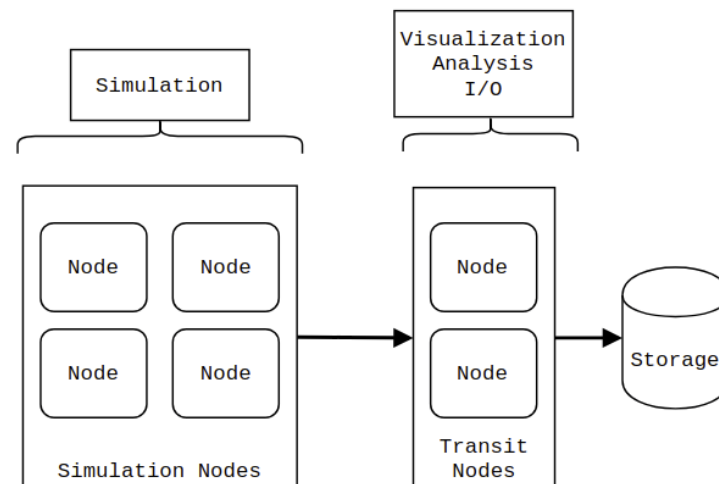 Simulation
Visualization
Analysis
I/O
Node
Node
Node
Node
Simulation Nodes
Node
Node
Transit
Nodes
Storage